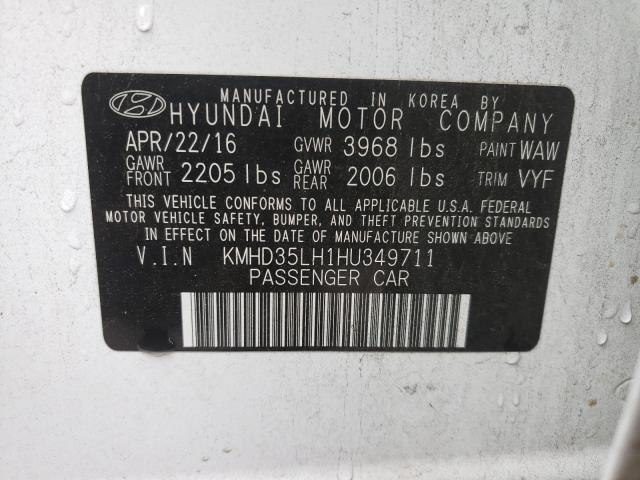 MANUFACTURED IN KOREA BY
HYUNDAI MOTOR COMPANY
APR/22/16 GVWR 3968 lbs PAINT WAW
GAWR FRONT 2205 lbs GAWR REAR 2006 lbs TRIM VYF
THIS VEHICLE CONFORMS TO ALL APPLICABLE U.S.A. FEDERAL
MOTOR VEHICLE SAFETY, BUMPER, AND THEFT PREVENTION STANDARDS
IN EFFECT ON THE DATE OF MANUFACTURE SHOWN ABOVE
V.I.N KMHD35LH1HU349711
PASSENGER CAR